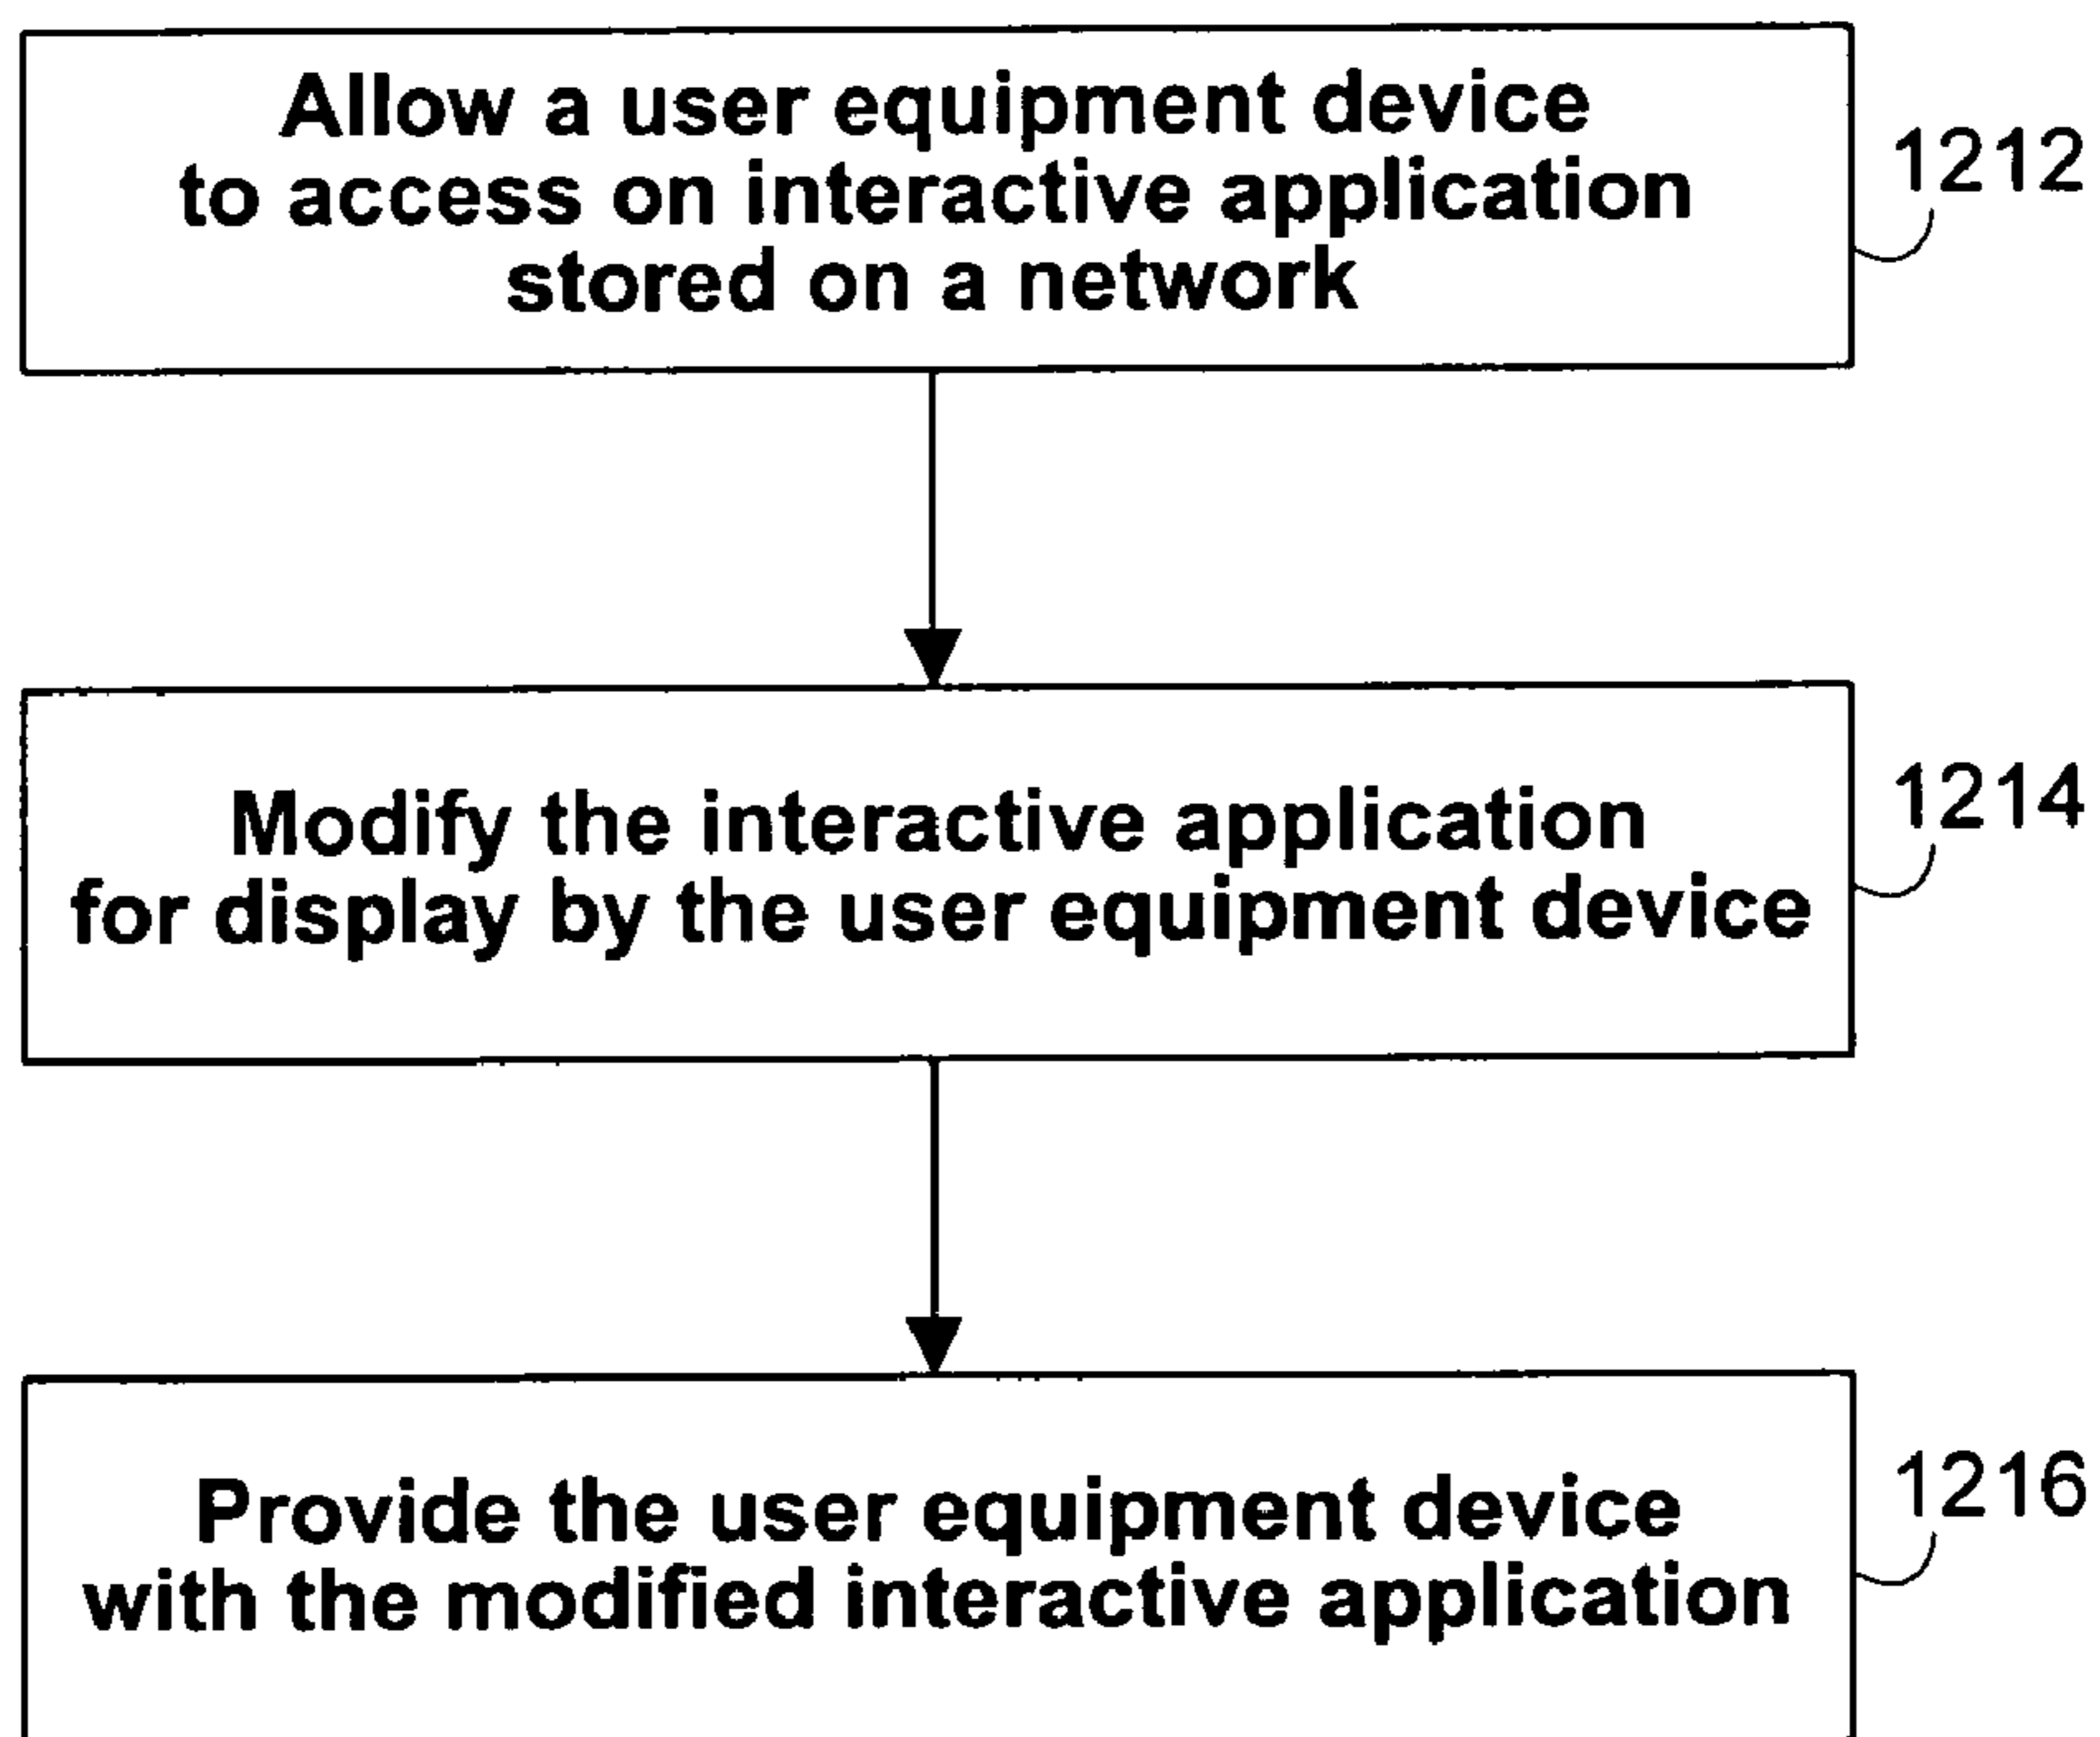 Allow a user equipment device
to access on interactive application
stored on a network
1212
Modify the interactive application
for display by the user equipment device
1214
Provide the user equipment device
with the modified interactive application
1216